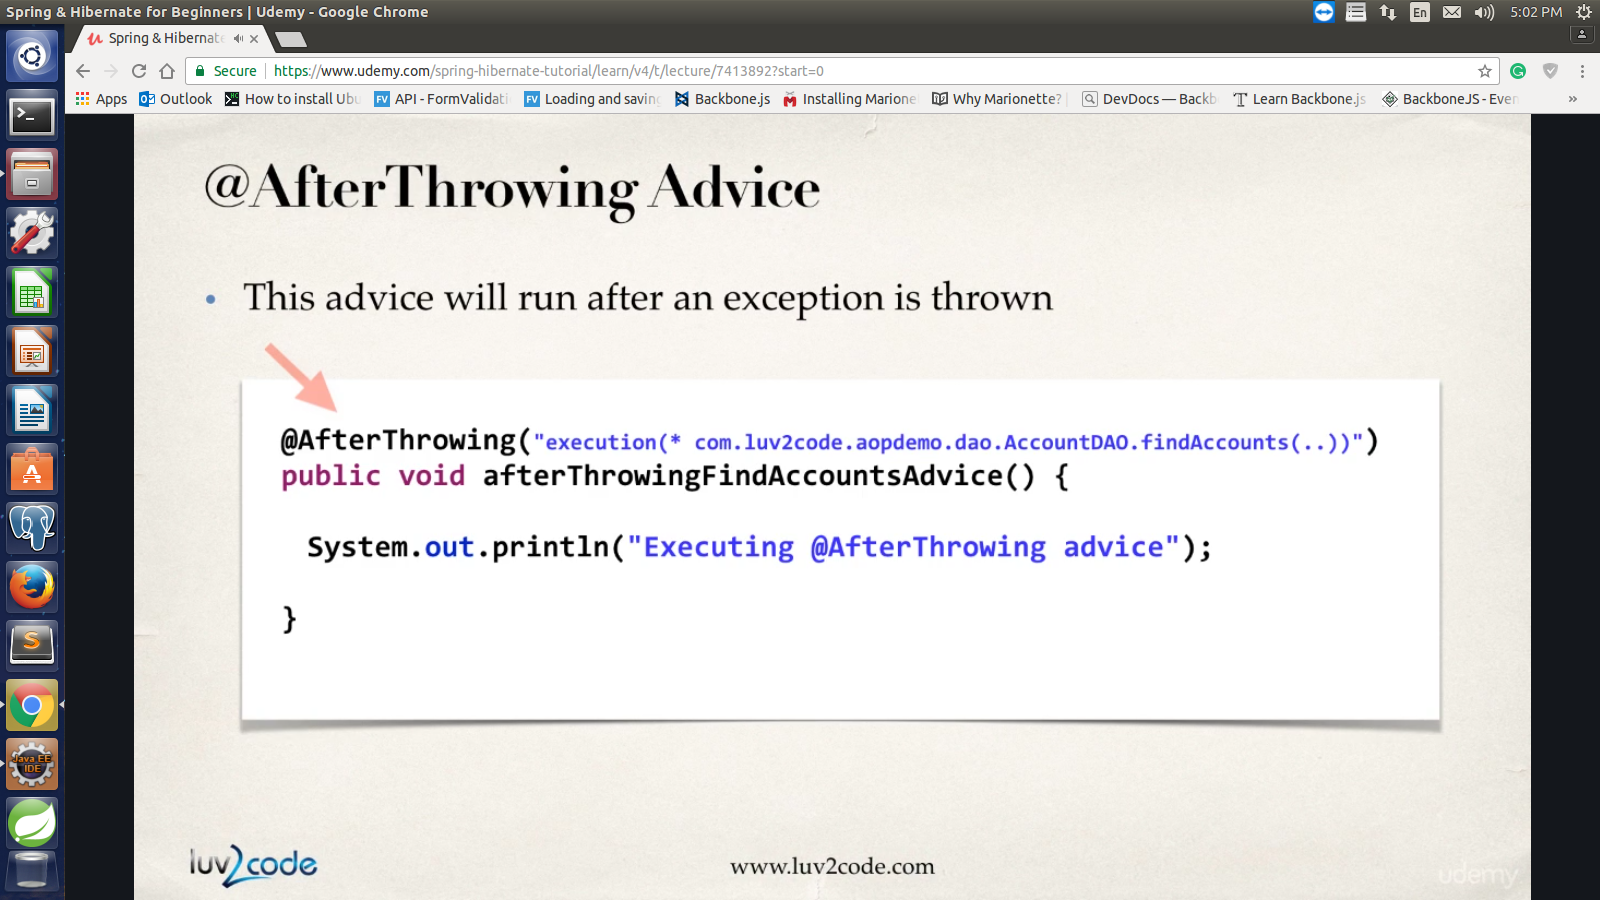 Spring & Hibernate for Beginners | Udemy - Google Chrome
En
5:02 PM
Spring & Hibernate
Secure
https://www.udemy.com/spring-hibernate-tutorial/learn/v4/t/lecture/7413892?start=0
Apps
Outlook
How to install Ubu
API - FormValidati
Loading and saving
Backbone.js
Installing Marione
Why Marionette?
DevDocs — Backb
Learn Backbone.js
BackboneJS - Even
»
@AfterThrowing Advice
• This advice will run after an exception is thrown
@AfterThrowing("execution(* com.luv2code.aopdemo.dao.AccountDAO.findAccounts(..))")
public void afterThrowingFindAccountsAdvice() {
System.out.println("Executing @AfterThrowing advice");
}
Java EE
IDE
luv2code
www.luv2code.com
udemy